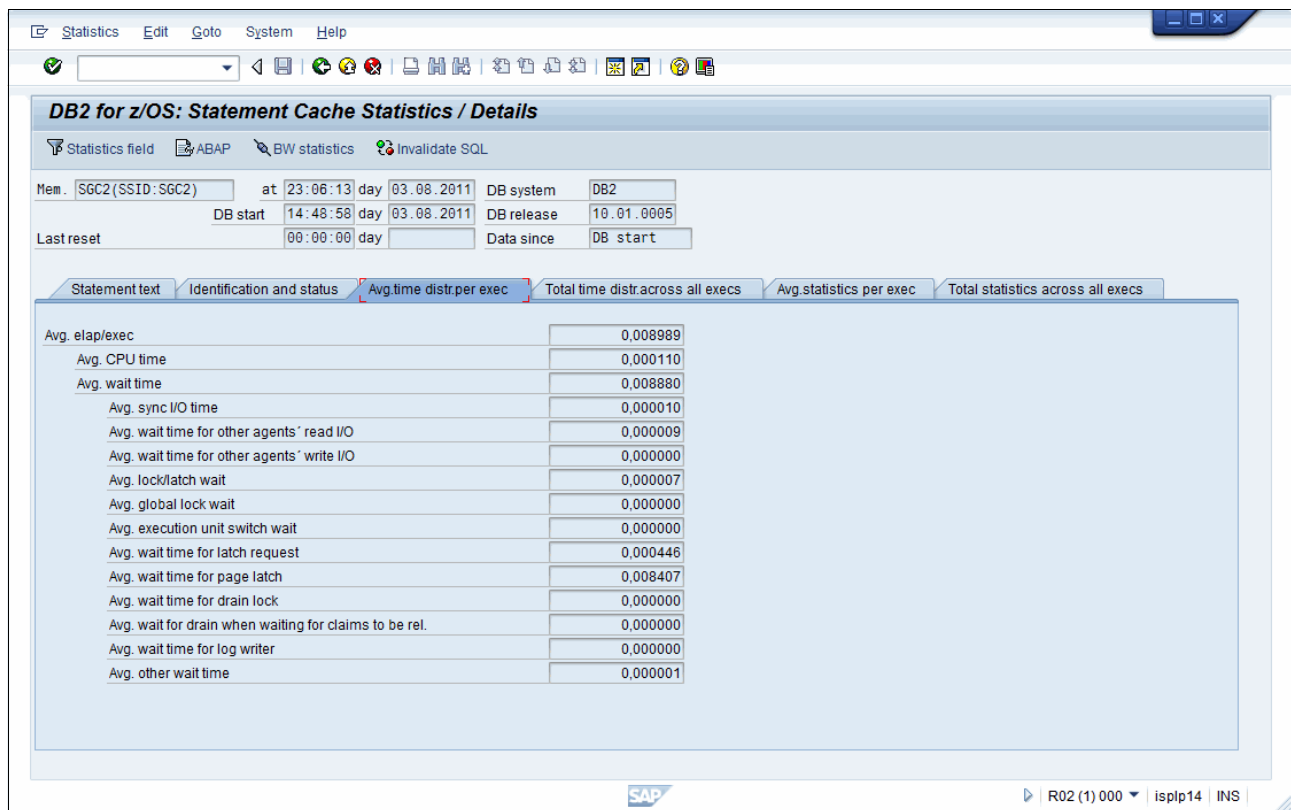 Statistics Edit Goto System Help
DB2 for z/OS: Statement Cache Statistics / Details
Statistics field ABAP BW statistics Invalidate SQL
Mem. SGC2(SSID:SGC2) at 23:06:13 day 03.08.2011 DB system DB2
DB start 14:48:58 day 03.08.2011 DB release 10.01.0005
Last reset 00:00:00 day Data since DB start
Statement text Identification and status Avg.time distr.per exec Total time distr.across all execs Avg.statistics per exec Total statistics across all execs
Avg. elap/exec 0,008989
Avg. CPU time 0,000110
Avg. wait time 0,008880
Avg. sync I/O time 0,000010
Avg. wait time for other agents´ read I/O 0,000009
Avg. wait time for other agents´ write I/O 0,000000
Avg. lock/latch wait 0,000007
Avg. global lock wait 0,000000
Avg. execution unit switch wait 0,000000
Avg. wait time for latch request 0,000446
Avg. wait time for page latch 0,008407
Avg. wait time for drain lock 0,000000
Avg. wait for drain when waiting for claims to be rel. 0,000000
Avg. wait time for log writer 0,000000
Avg. other wait time 0,000001
SAP R02 (1) 000 isplp14 INS